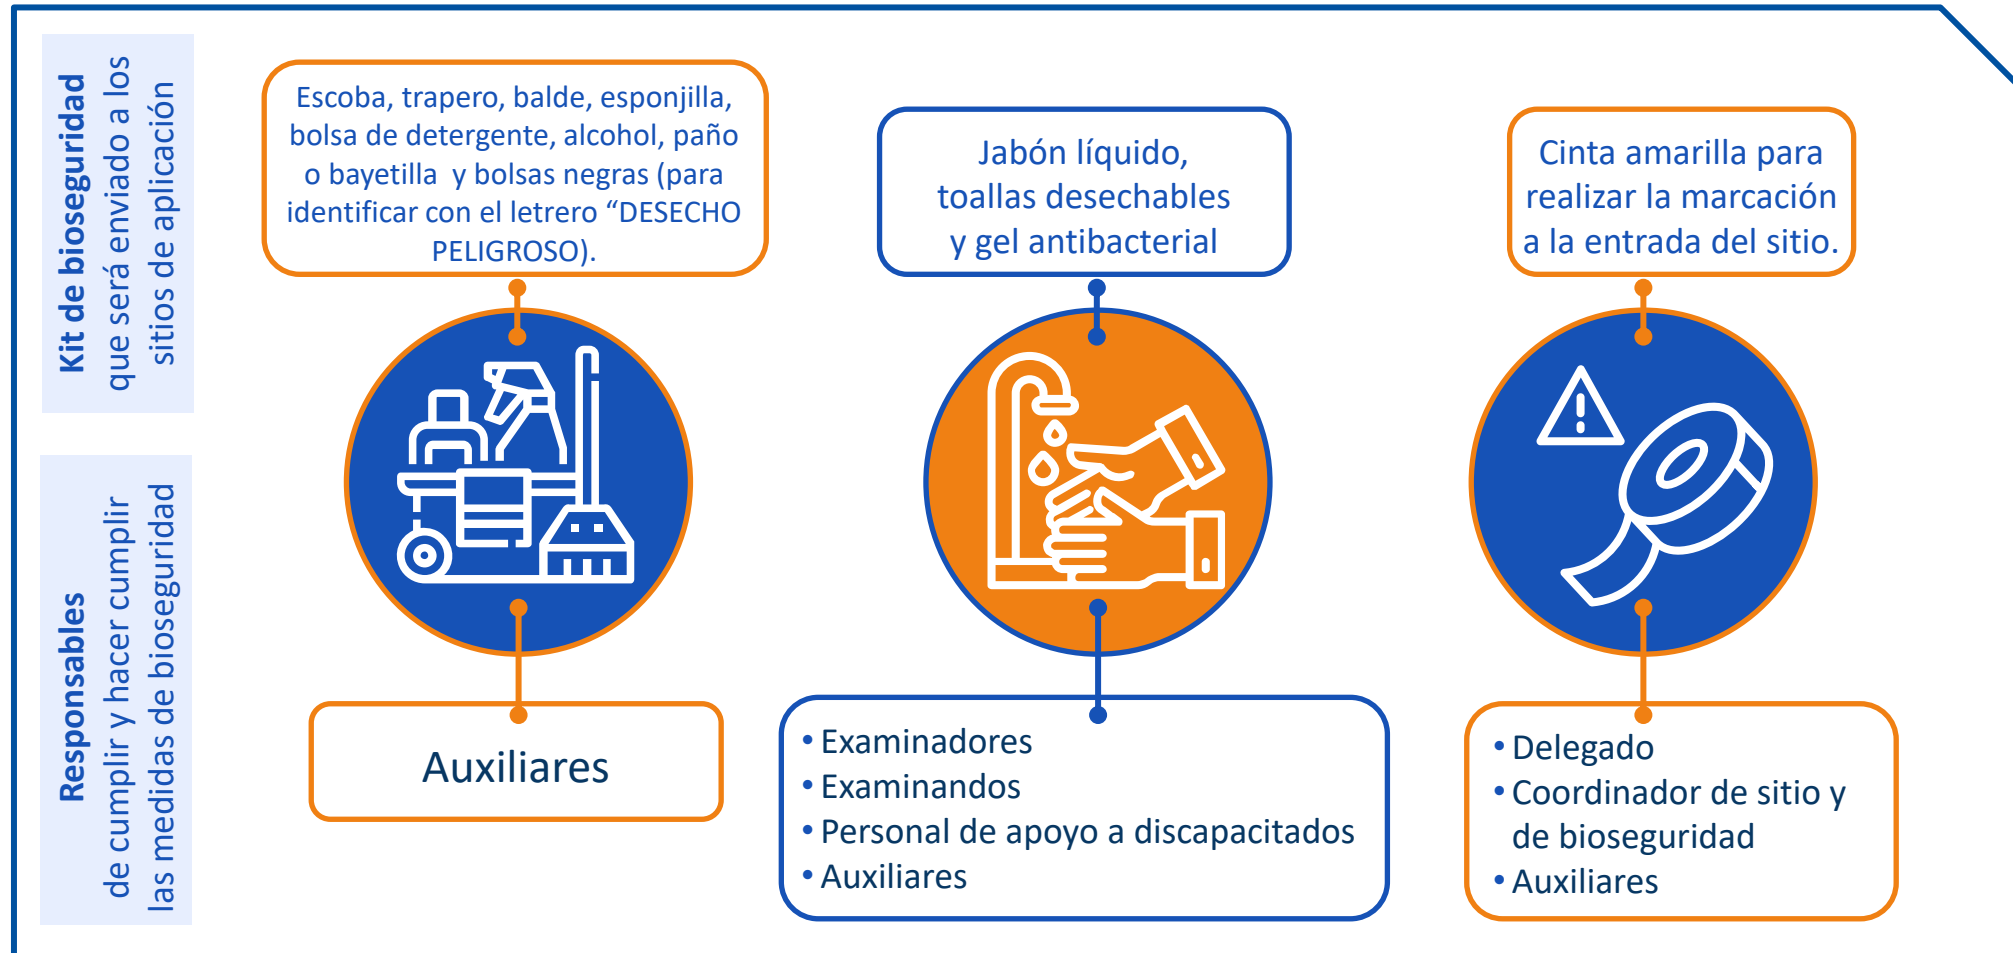 Kit de bioseguridad
que será enviado a los
sitios de aplicación
Escoba, trapero, balde, esponjilla,
bolsa de detergente, alcohol, paño
o bayetilla y bolsas negras (para
identificar con el letrero “DESECHO
PELIGROSO).
Jabón líquido,
toallas desechables
y gel antibacterial
Cinta amarilla para
realizar la marcación
a la entrada del sitio.
Responsables
de cumplir y hacer cumplir
las medidas de bioseguridad
Auxiliares
• Examinadores
• Examinandos
• Personal de apoyo a discapacitados
• Auxiliares
• Delegado
• Coordinador de sitio y
de bioseguridad
• Auxiliares